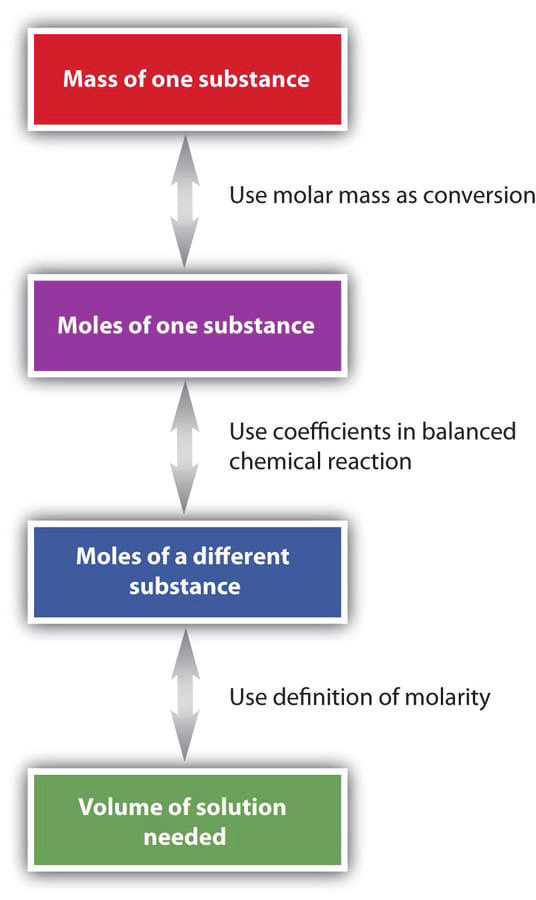 Mass of one substance
Use molar mass as conversion
Moles of one substance
Use coefficients in balanced
chemical reaction
Moles of a different
substance
Use definition of molarity
Volume of solution
needed